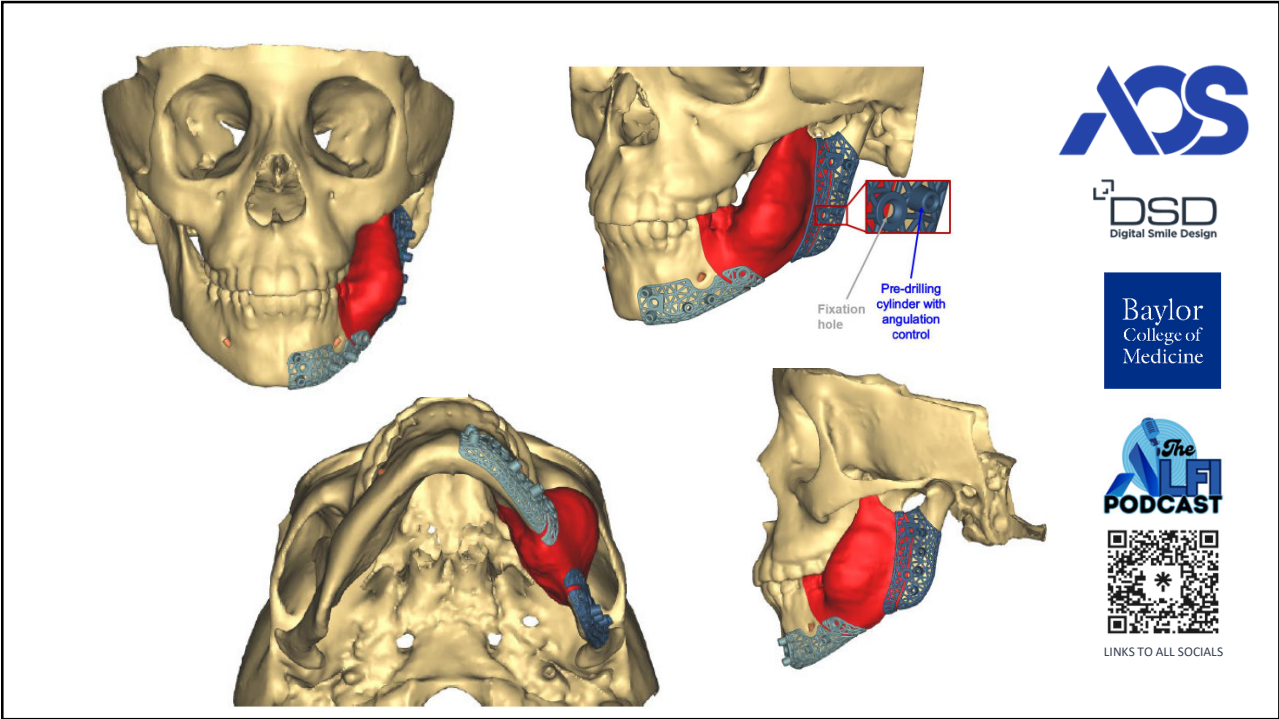 Fixation
hole
Pre-drilling
cylinder with
angulation
control
AOS
DSD
Digital Smile Design
Baylor
College of
Medicine
The
ALFI
PODCAST
LINKS TO ALL SOCIALS